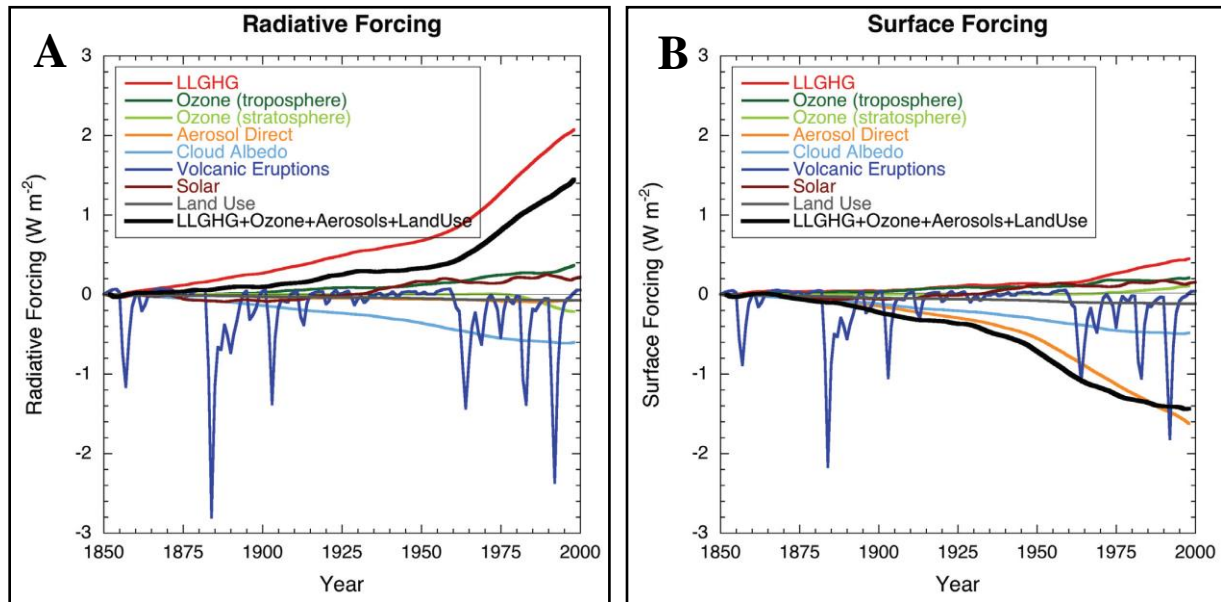 Radiative Forcing
A
3
2
1
0
-1
-2
-3
Radiative Forcing (W m-2)
LLGHG
Ozone (troposphere)
Ozone (stratosphere)
Aerosol Direct
Cloud Albedo
Volcanic Eruptions
Solar
Land Use
LLGHG+Ozone+Aerosols+LandUse
1850 1875 1900 1925 1950 1975 2000
Year
Surface Forcing
B
3
2
1
0
-1
-2
-3
Surface Forcing (W m-2)
LLGHG
Ozone (troposphere)
Ozone (stratosphere)
Aerosol Direct
Cloud Albedo
Volcanic Eruptions
Solar
Land Use
LLGHG+Ozone+Aerosols+LandUse
1850 1875 1900 1925 1950 1975 2000
Year